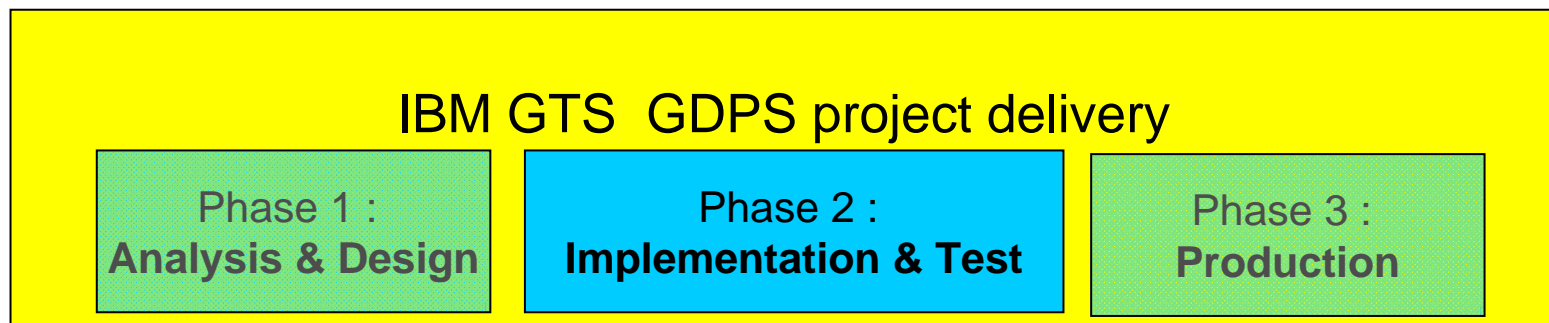 IBM GTS  GDPS project delivery
Phase 1 :
Analysis & Design
Phase 2 :
Implementation & Test
Phase 3 :
Production